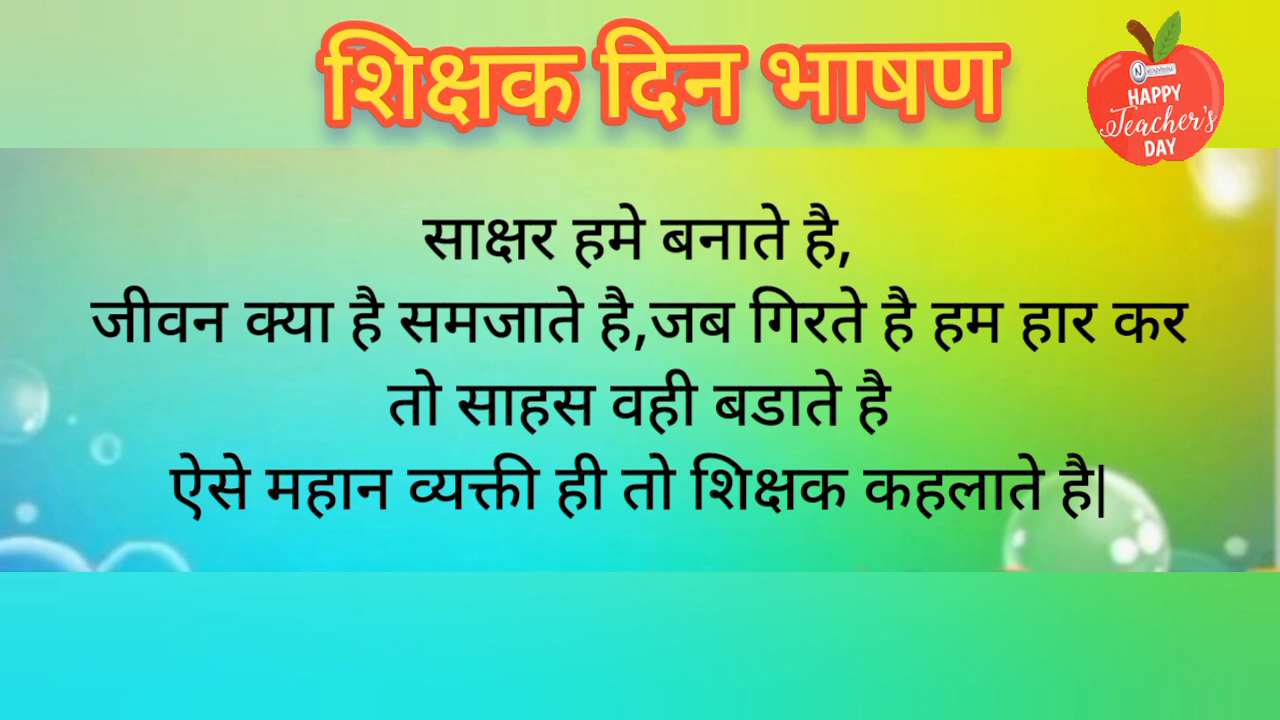 शिक्षक दिन भाषण
HAPPY
Teacher's
DAY
साक्षर हमे बनाते है,
जीवन क्या है समजाते है,जब गिरते है हम हार कर
तो साहस वही बडाते है
ऐसे महान व्यक्ती ही तो शिक्षक कहलाते है|